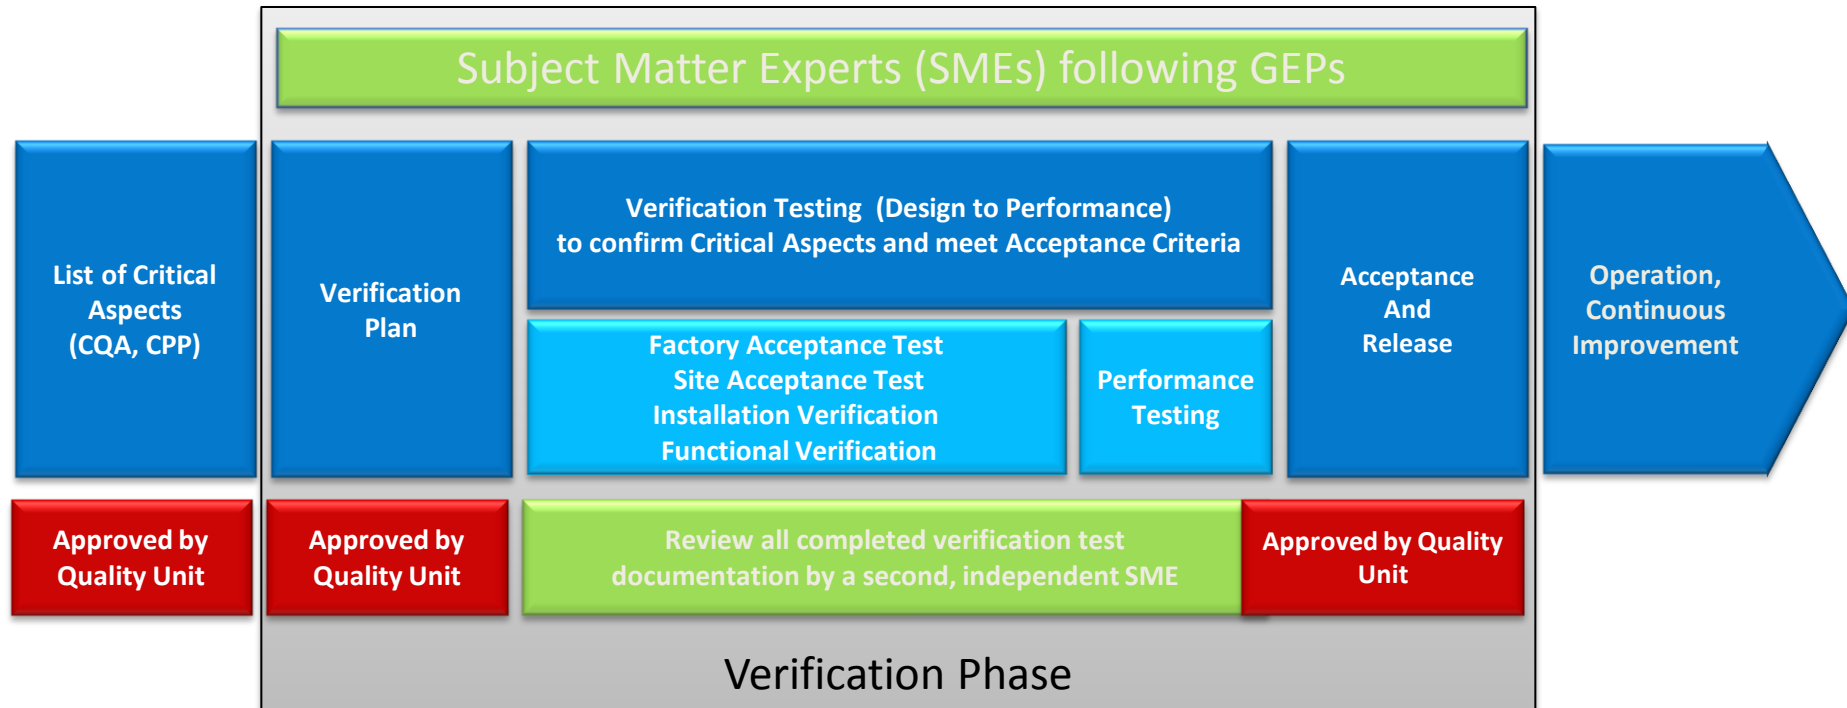 Subject Matter Experts (SMEs) following GEPs
List of Critical
Aspects
(CQA, CPP)
Verification
Plan
Verification Testing (Design to Performance)
to confirm Critical Aspects and meet Acceptance Criteria
Factory Acceptance Test
Site Acceptance Test
Installation Verification
Functional Verification
Performance
Testing
Acceptance
And
Release
Operation,
Continuous
Improvement
Approved by
Quality Unit
Approved by
Quality Unit
Review all completed verification test
documentation by a second, independent SME
Approved by Quality
Unit
Verification Phase